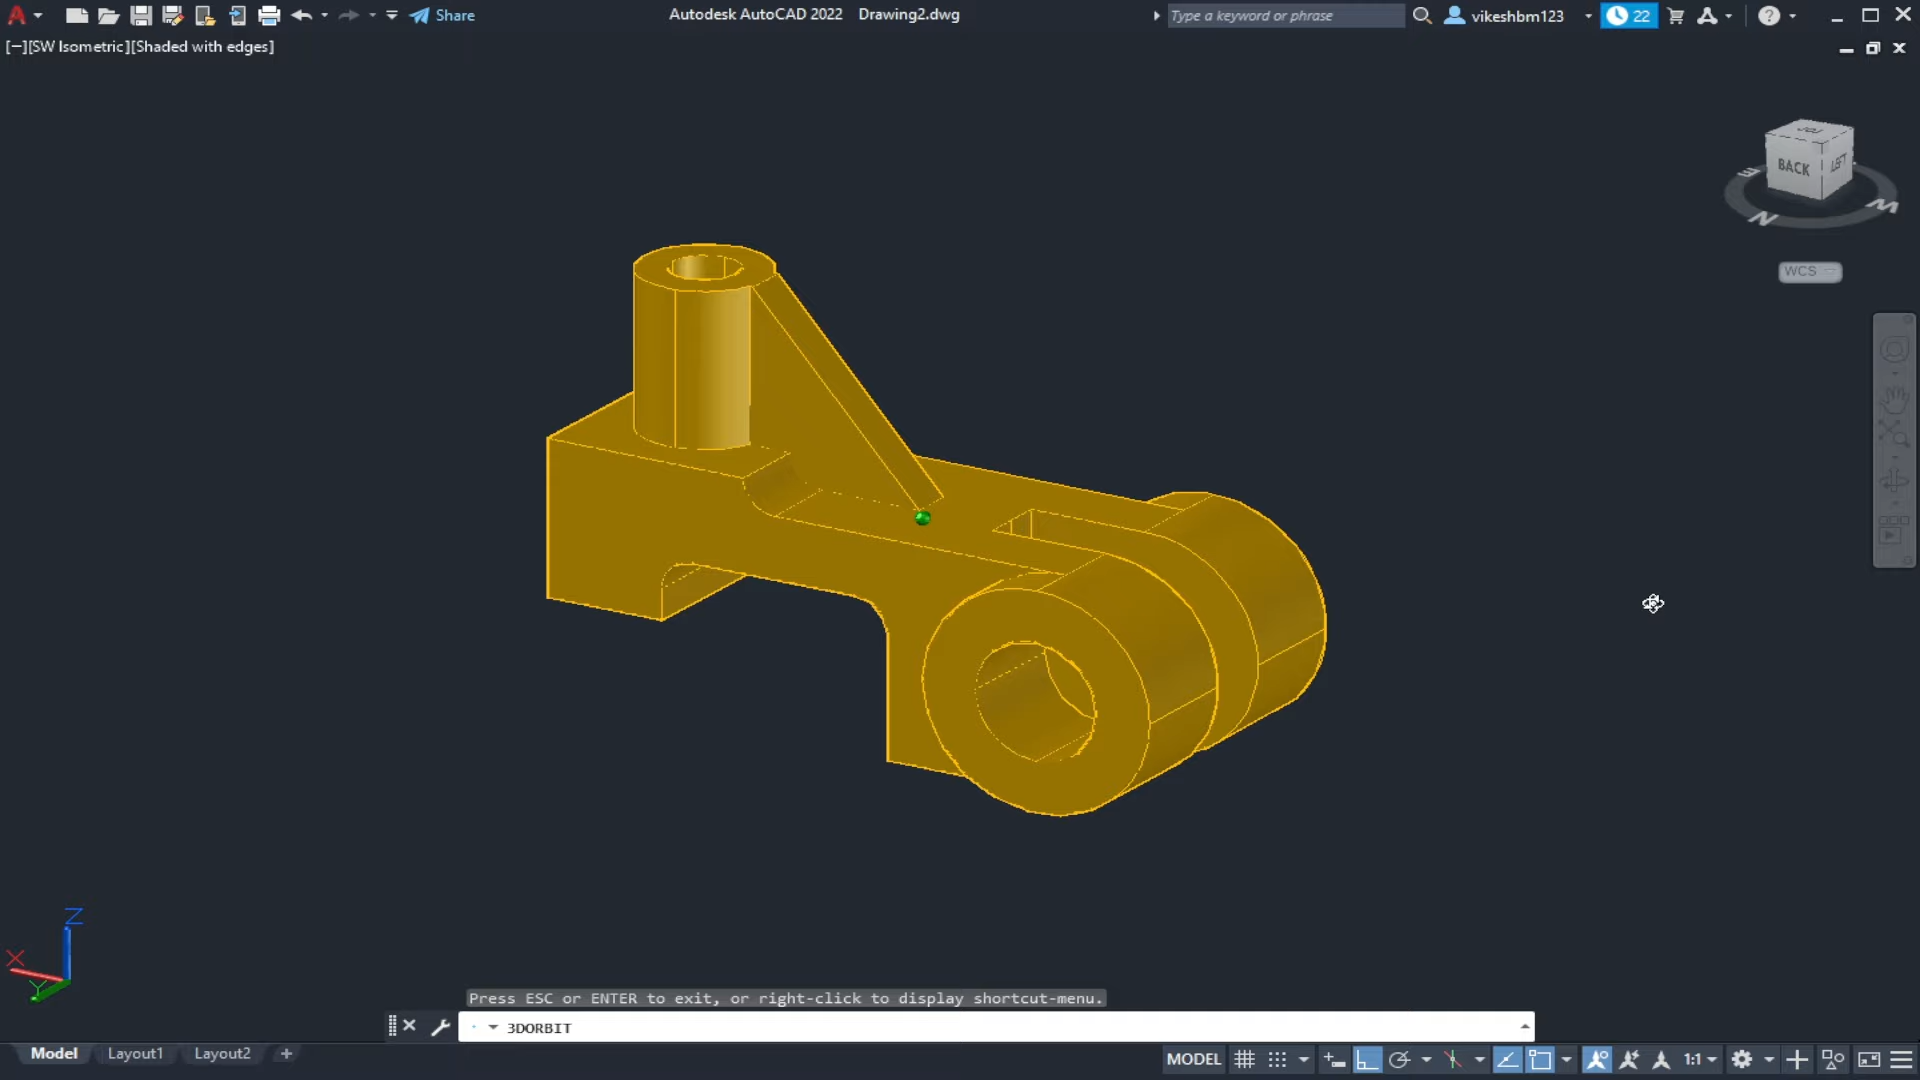 Share
Autodesk AutoCAD 2022 Drawing2.dwg
Type a keyword or phrase
vikeshbm123
22
[−][SW Isometric][Shaded with edges]
BACK
LEFT
E
N
WCS
Z
X
Y
Press ESC or ENTER to exit, or right-click to display shortcut-menu.
3DORBIT
Model
Layout1
Layout2
MODEL
1:1